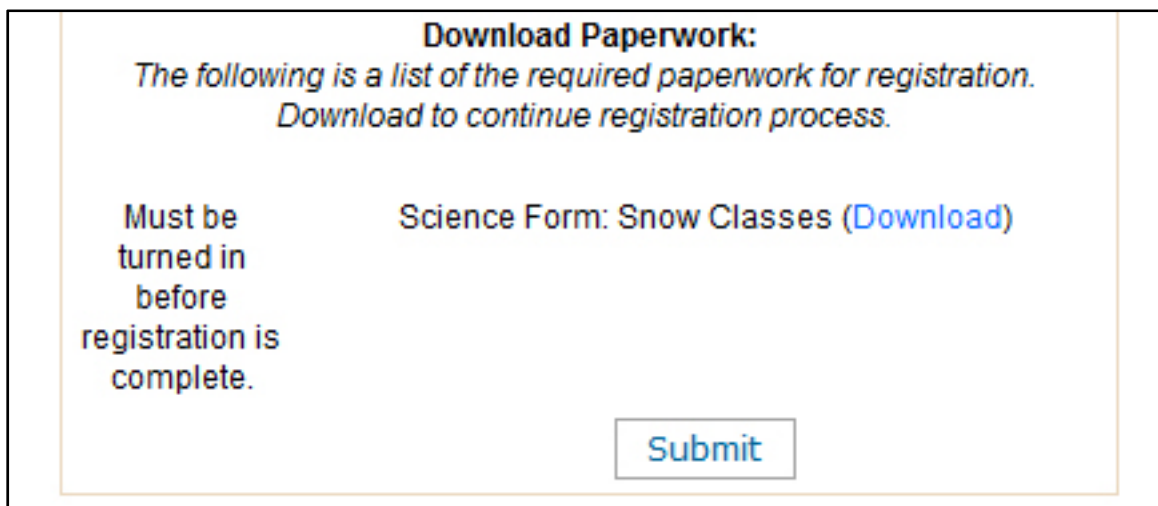 Download Paperwork:
The following is a list of the required paperwork for registration.
Download to continue registration process.
Must be
turned in
before
registration is
complete.
Science Form: Snow Classes (Download)
Submit